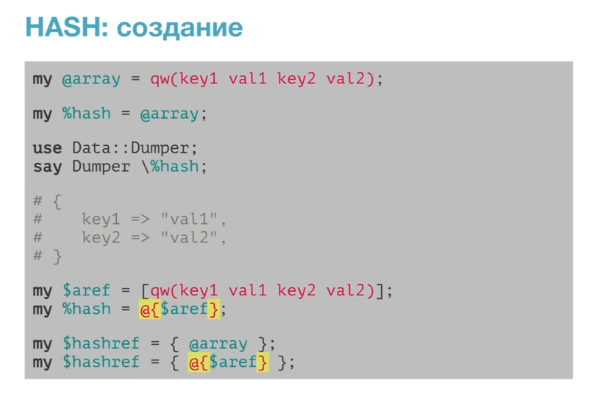 HASH: создание
my @array = qw(key1 val1 key2 val2);
my %hash = @array;
use Data::Dumper;
say Dumper \%hash;
# {
#     key1 => "val1",
#     key2 => "val2",
# }
my $aref = [qw(key1 val1 key2 val2)];
my %hash = @{$aref};
my $hashref = { @array };
my $hashref = { @{$aref} };